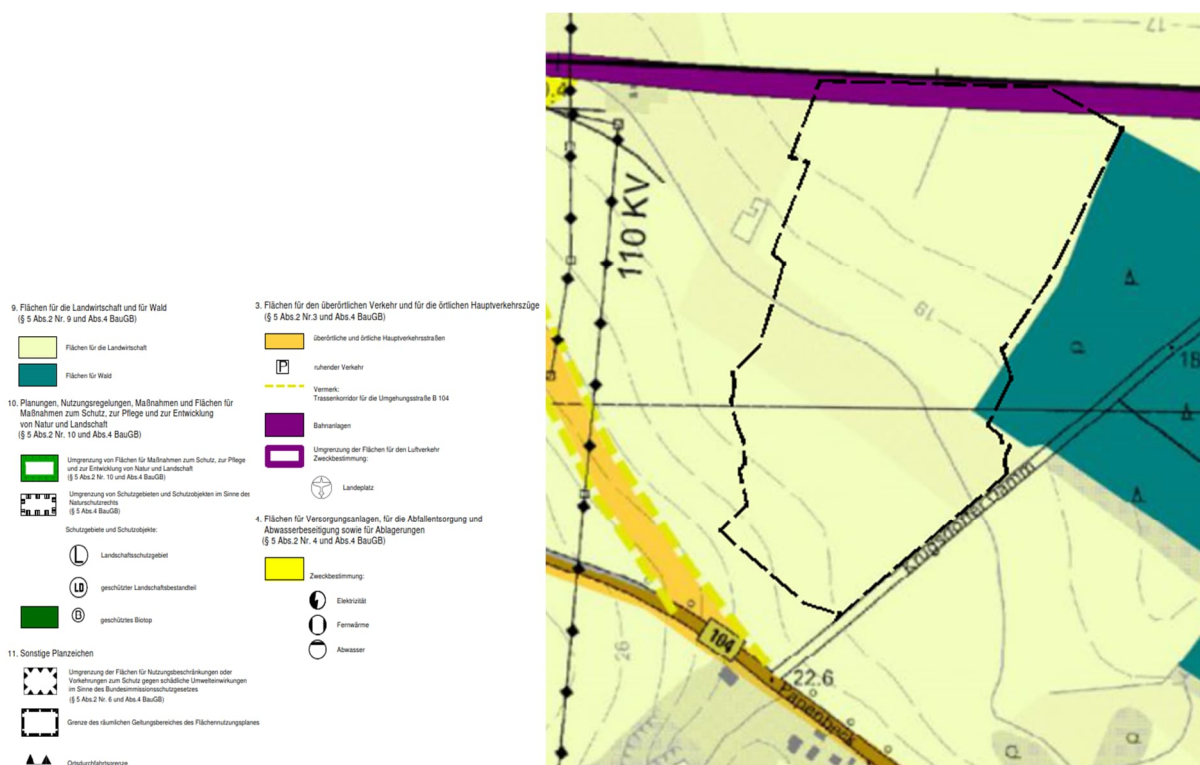 9. Flächen für die Landwirtschaft und für Wald
(§ 5 Abs.2 Nr. 9 und Abs.4 BauGB)
Flächen für die Landwirtschaft
Flächen für Wald
10. Planungen, Nutzungsregelungen, Maßnahmen und Flächen für
Maßnahmen zum Schutz, zur Pflege und zur Entwicklung
von Natur und Landschaft
(§ 5 Abs.2 Nr. 10 und Abs.4 BauGB)
Umgrenzung von Flächen für Maßnahmen zum Schutz, zur Pflege
und zur Entwicklung von Natur und Landschaft
(§ 5 Abs.2 Nr. 10 und Abs.4 BauGB)
Umgrenzung von Schutzgebieten und Schutzobjekten im Sinne des
Naturschutzrechts
(§ 5 Abs.4 BauGB)
Schutzgebiete und Schutzobjekte:
L Landschaftsschutzgebiet
LB geschützter Landschaftsbestandteil
B geschütztes Biotop
11. Sonstige Planzeichen
Umgrenzung der Flächen für Nutzungsbeschränkungen oder
Vorkehrungen zum Schutz gegen schädliche Umwelteinwirkungen
im Sinne des Bundesimmissionsschutzgesetzes
(§ 5 Abs.2 Nr. 6 und Abs.4 BauGB)
Grenze des räumlichen Geltungsbereiches des Flächennutzungsplanes
Ortsdurchfahrtsgrenze
3. Flächen für den überörtlichen Verkehr und für die örtlichen Hauptverkehrszüge
(§ 5 Abs.2 Nr.3 und Abs.4 BauGB)
überörtliche und örtliche Hauptverkehrsstraßen
P ruhender Verkehr
Vermerk:
Trassenkorridor für die Umgehungsstraße B 104
Bahnanlagen
Umgrenzung der Flächen für den Luftverkehr
Zweckbestimmung:
Landeplatz
4. Flächen für Versorgungsanlagen, für die Abfallentsorgung und
Abwasserbeseitigung sowie für Ablagerungen
(§ 5 Abs.2 Nr. 4 und Abs.4 BauGB)
Zweckbestimmung:
Elektrizität
Fernwärme
Abwasser
17
110 KV
19
104
22.6
26